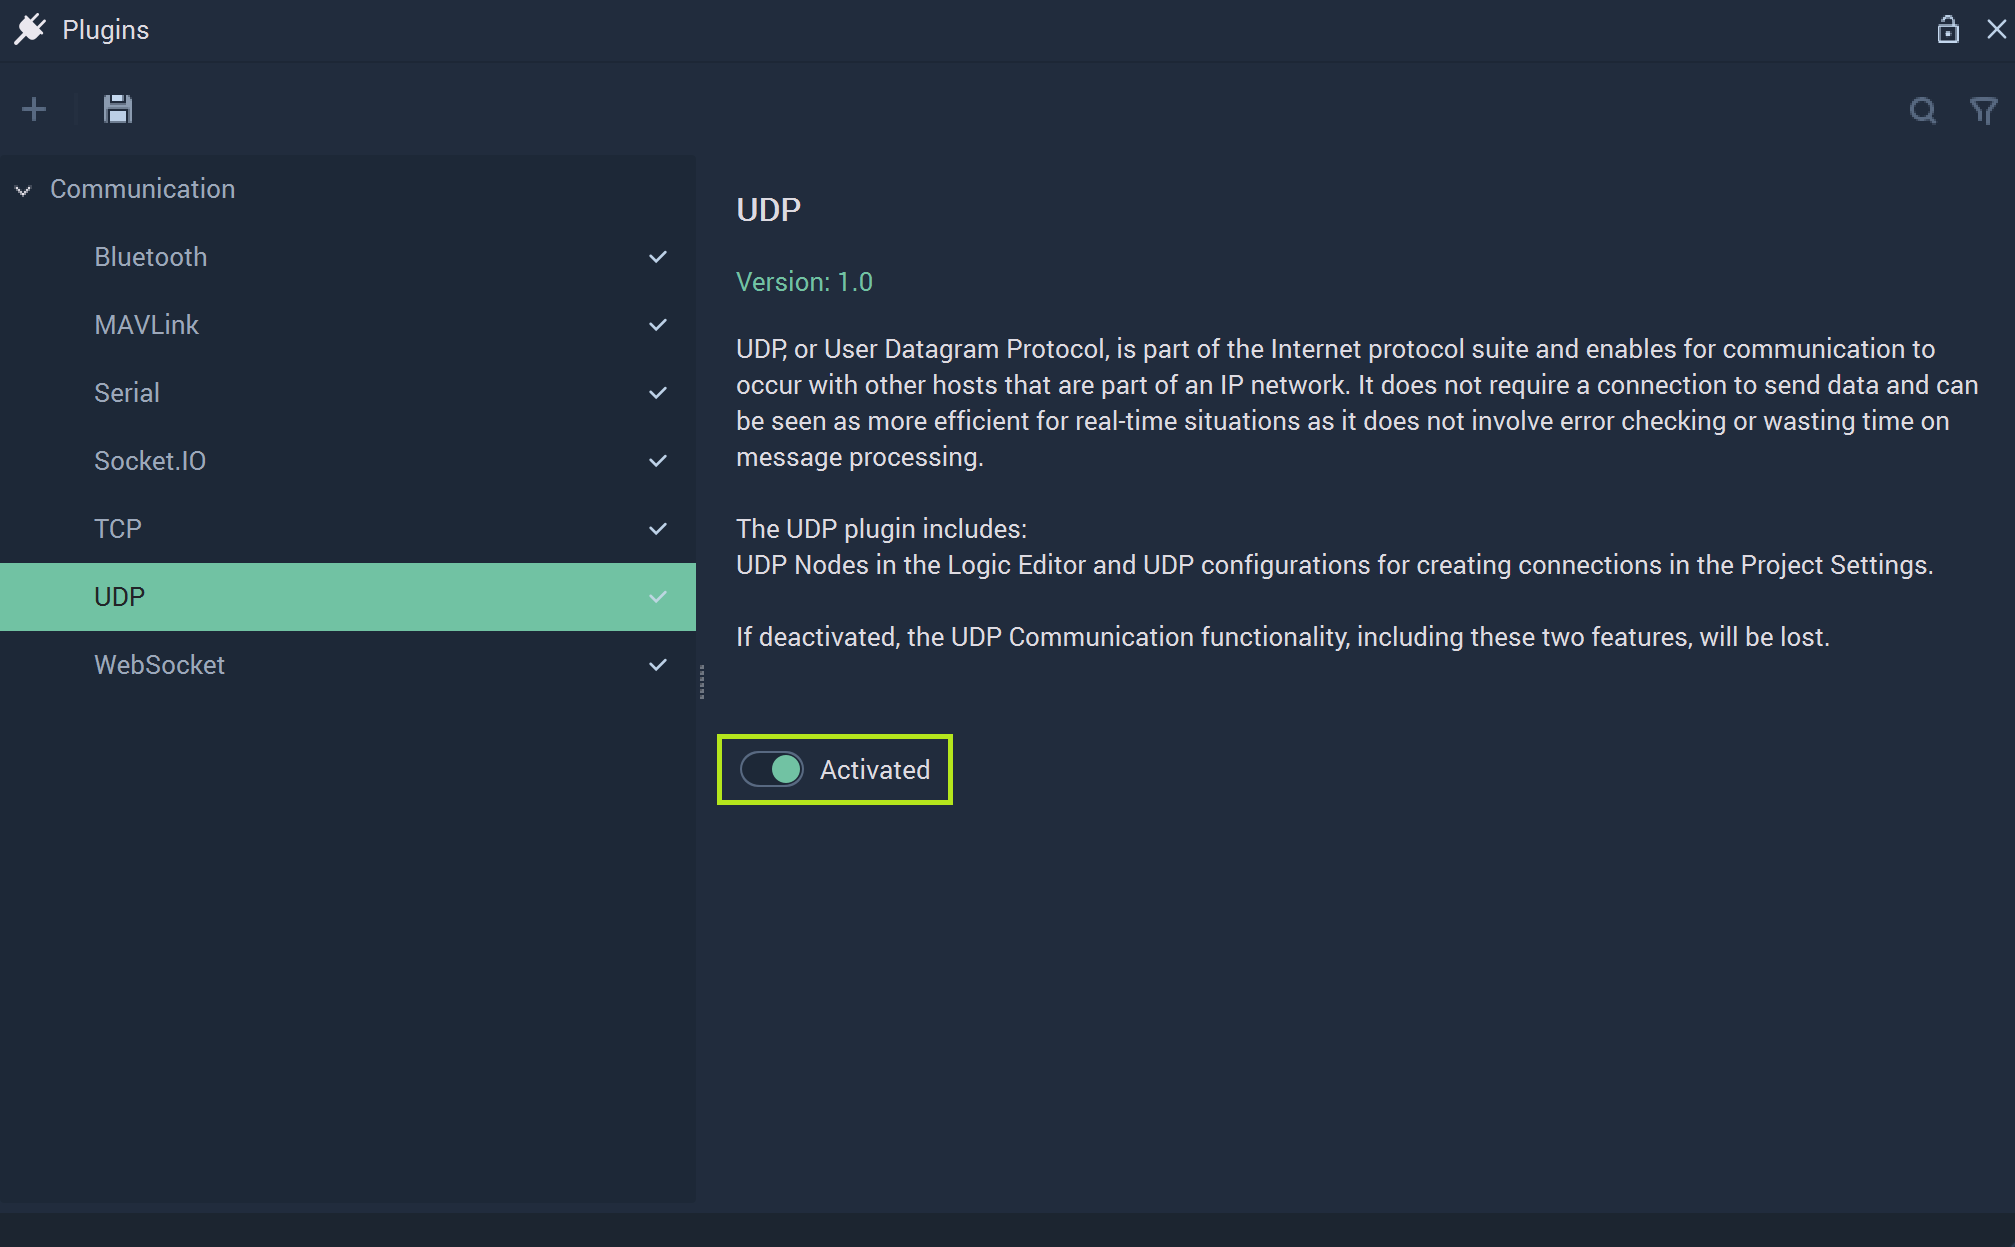 Plugins
Communication
Bluetooth
MAVLink
Serial
Socket.IO
TCP
UDP
WebSocket
UDP
Version: 1.0
UDP, or User Datagram Protocol, is part of the Internet protocol suite and enables for communication to
occur with other hosts that are part of an IP network. It does not require a connection to send data and can
be seen as more efficient for real-time situations as it does not involve error checking or wasting time on
message processing.
The UDP plugin includes:
UDP Nodes in the Logic Editor and UDP configurations for creating connections in the Project Settings.
If deactivated, the UDP Communication functionality, including these two features, will be lost.
Activated